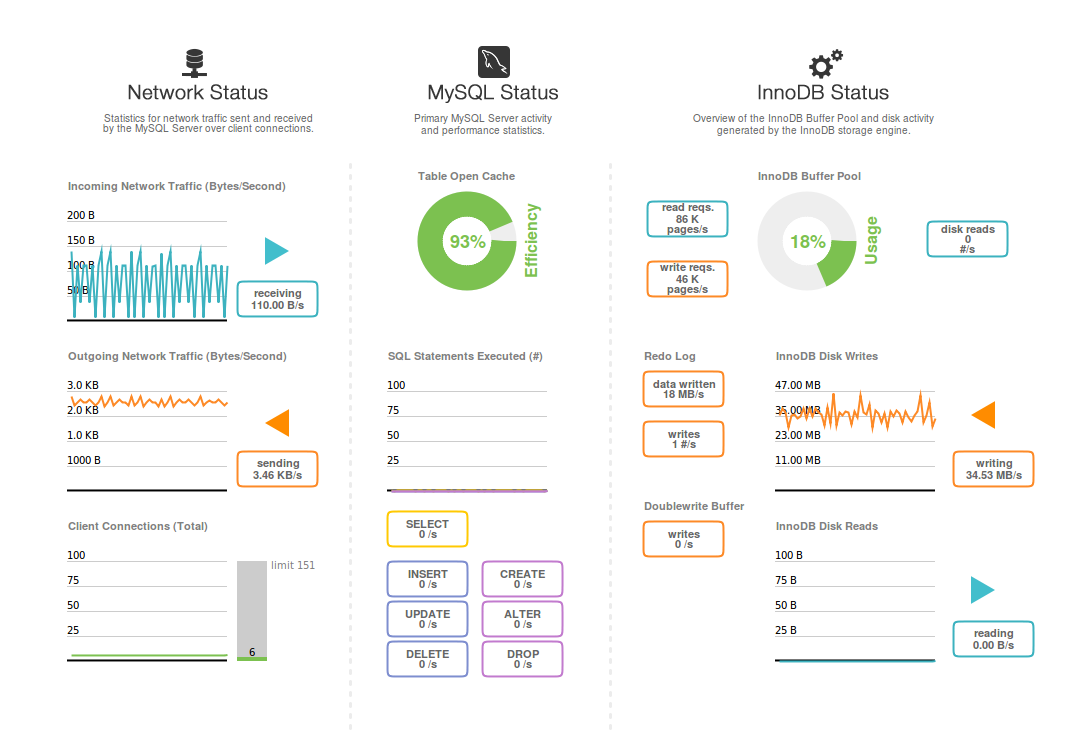 Network Status
Statistics for network traffic sent and received
by the MySQL Server over client connections.
Incoming Network Traffic (Bytes/Second)
200 B
150 B
100 B
50 B
receiving
110.00 B/s
Outgoing Network Traffic (Bytes/Second)
3.0 KB
2.0 KB
1.0 KB
1000 B
sending
3.46 KB/s
Client Connections (Total)
100
75
50
25
limit 151
6
MySQL Status
Primary MySQL Server activity
and performance statistics.
Table Open Cache
93%
Efficiency
SQL Statements Executed (#)
100
75
50
25
SELECT
0 /s
INSERT
0 /s
CREATE
0 /s
UPDATE
0 /s
ALTER
0 /s
DELETE
0 /s
DROP
0 /s
InnoDB Status
Overview of the InnoDB Buffer Pool and disk activity
generated by the InnoDB storage engine.
InnoDB Buffer Pool
read reqs.
86 K
pages/s
write reqs.
46 K
pages/s
18%
Usage
disk reads
0
#/s
Redo Log
data written
18 MB/s
writes
1 #/s
InnoDB Disk Writes
47.00 MB
35.00 MB
23.00 MB
11.00 MB
writing
34.53 MB/s
Doublewrite Buffer
writes
0 /s
InnoDB Disk Reads
100 B
75 B
50 B
25 B
reading
0.00 B/s